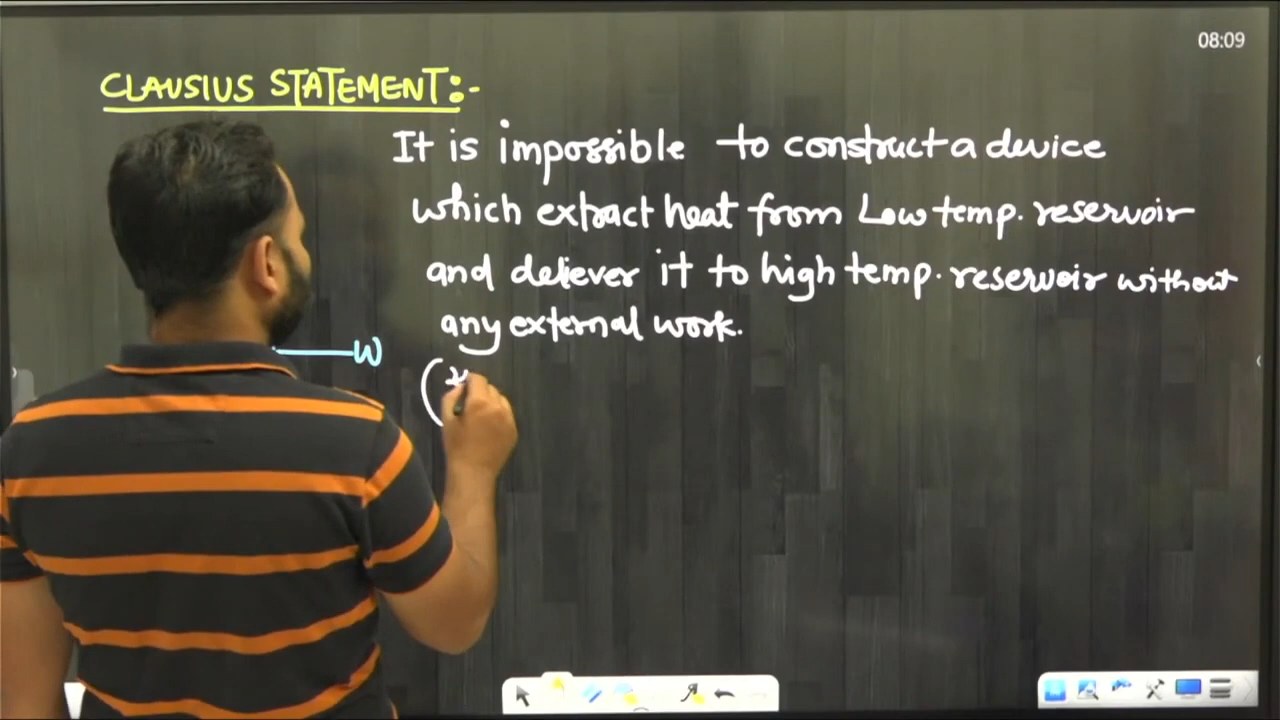 08:09
CLAUSIUS STATEMENT:-
It is impossible to construct a device
which extract heat from Low temp. reservoir
and deliever it to high temp. reservoir without
any external work.
W
(